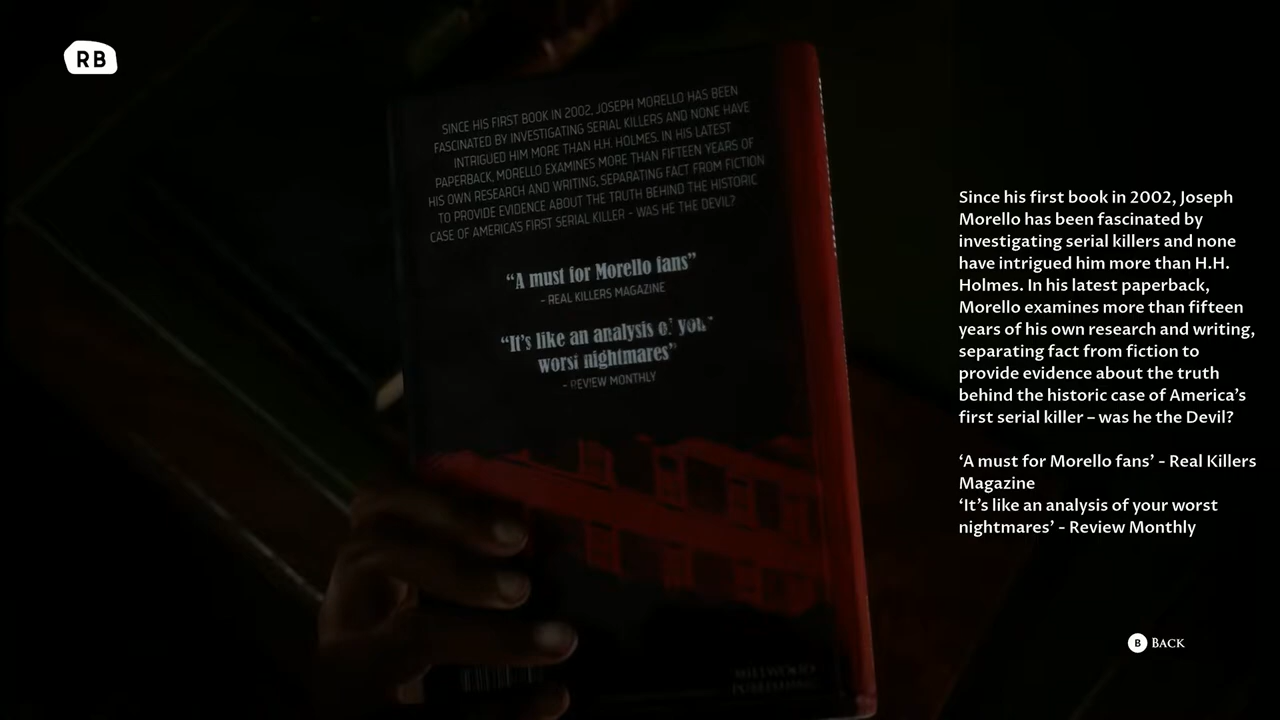 RB
SINCE HIS FIRST BOOK IN 2002, JOSEPH MORELLO HAS BEEN
FASCINATED BY INVESTIGATING SERIAL KILLERS AND NONE HAVE
INTRIGUED HIM MORE THAN H.H. HOLMES. IN HIS LATEST
PAPERBACK, MORELLO EXAMINES MORE THAN FIFTEEN YEARS OF
HIS OWN RESEARCH AND WRITING, SEPARATING FACT FROM FICTION
TO PROVIDE EVIDENCE ABOUT THE TRUTH BEHIND THE HISTORIC
CASE OF AMERICA'S FIRST SERIAL KILLER - WAS HE THE DEVIL?
“A must for Morello fans”
- REAL KILLERS MAGAZINE
“It's like an analysis of your
worst nightmares”
- REVIEW MONTHLY
MILLWOOD
PUBLISHING
Since his first book in 2002, Joseph
Morello has been fascinated by
investigating serial killers and none
have intrigued him more than H.H.
Holmes. In his latest paperback,
Morello examines more than fifteen
years of his own research and writing,
separating fact from fiction to
provide evidence about the truth
behind the historic case of America’s
first serial killer – was he the Devil?
‘A must for Morello fans’ - Real Killers
Magazine
‘It’s like an analysis of your worst
nightmares’ - Review Monthly
B BACK